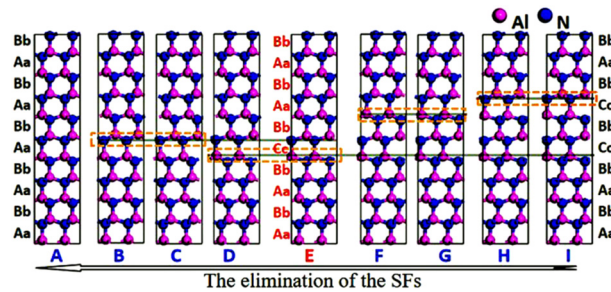 Al N
Bb Bb Bb
Aa Aa Aa
Bb Bb Bb
Aa Aa Cc
Bb Bb Bb
Aa Cc Cc
Bb Bb Bb
Aa Aa Aa
Bb Bb Bb
Aa Aa Aa
A B C D E F G H I
The elimination of the SFs